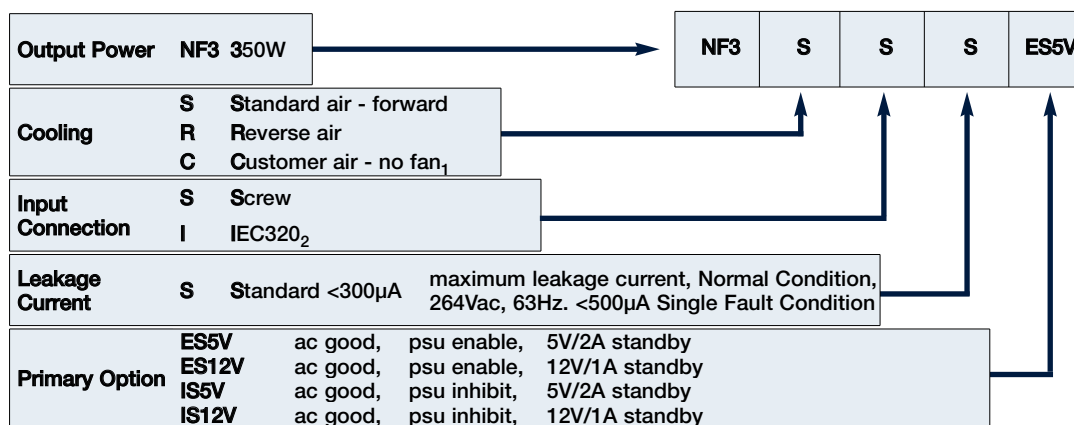 Output Power NF3 350W
NF3 S S S ES5V
Cooling
S Standard air - forward
R Reverse air
C Customer air - no fan1
Input Connection
S Screw
I IEC3202
Leakage Current
S Standard <300µA maximum leakage current, Normal Condition,
264Vac, 63Hz. <500µA Single Fault Condition
Primary Option
ES5V ac good, psu enable, 5V/2A standby
ES12V ac good, psu enable, 12V/1A standby
IS5V ac good, psu inhibit, 5V/2A standby
IS12V ac good, psu inhibit, 12V/1A standby